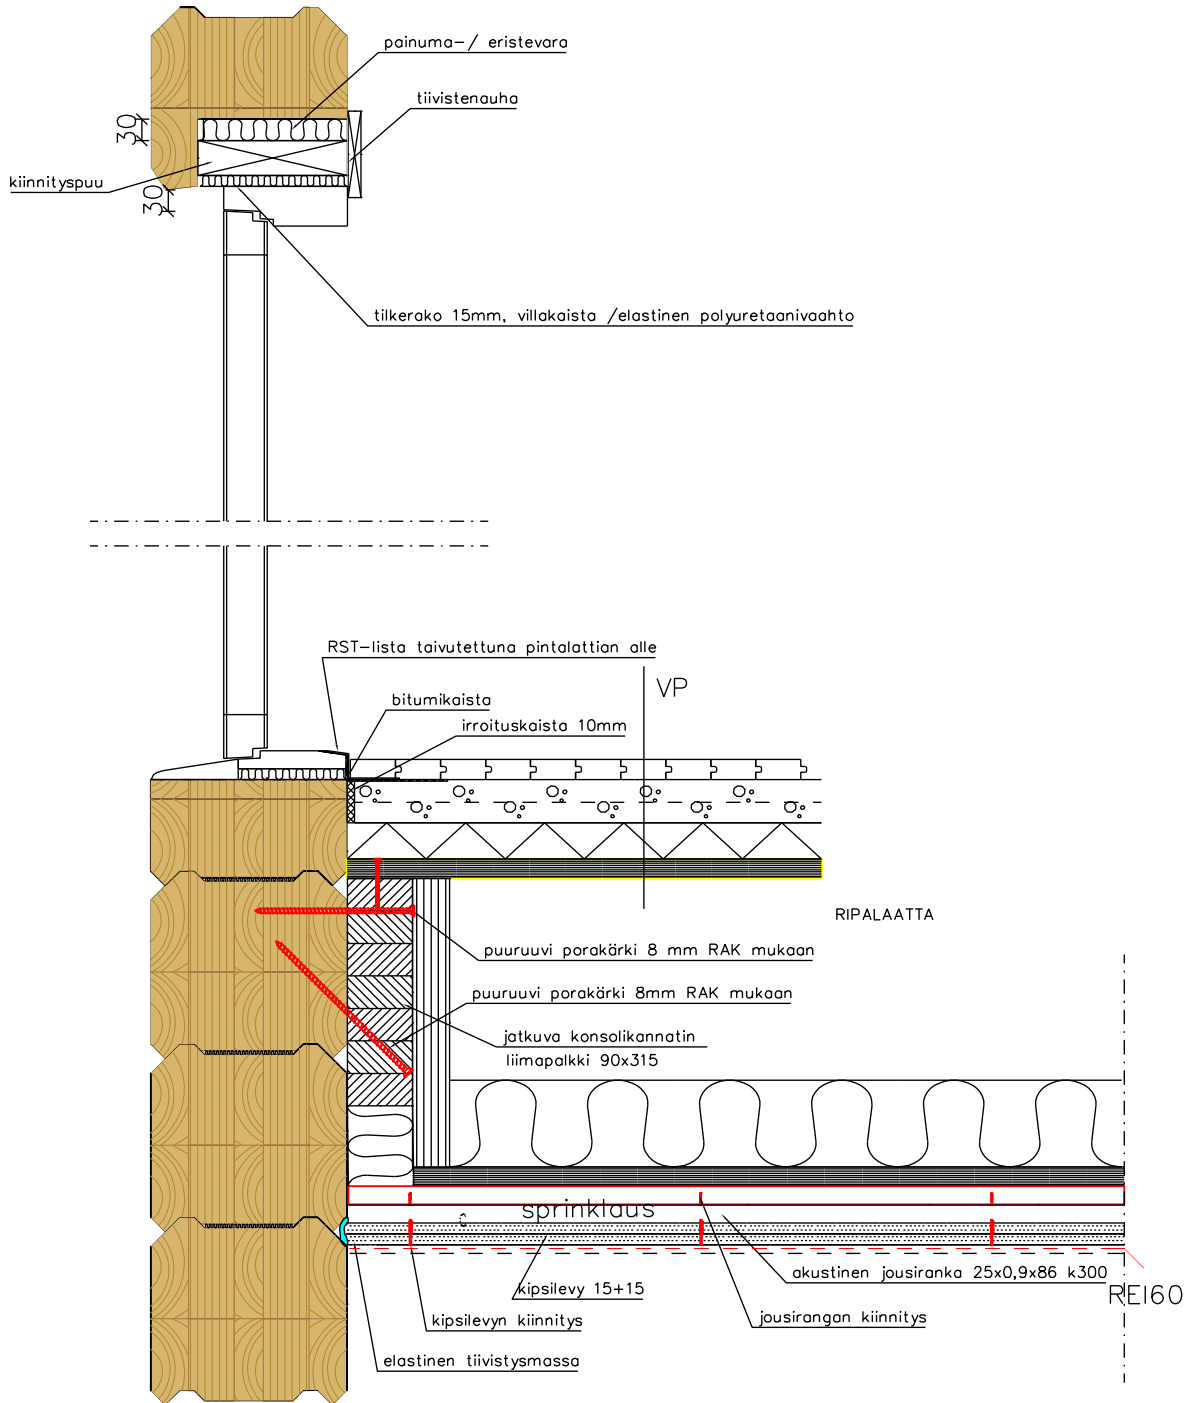 painuma-/ eristevara
tiivistenauha
30
kiinnityspuu
30
tilkerako 15mm, villakaista /elastinen polyuretaanivaahto
RST-lista taivutettuna pintalattian alle
VP
bitumikaista
irroituskaista 10mm
RIPALAATTA
puuruuvi porakärki 8 mm RAK mukaan
puuruuvi porakärki 8mm RAK mukaan
jatkuva konsolikannatin
liimapalkki 90x315
sprinklaus
akustinen jousiranka 25x0,9x86 k300
kipsilevy 15+15
REI60
jousirangan kiinnitys
kipsilevyn kiinnitys
elastinen tiivistysmassa